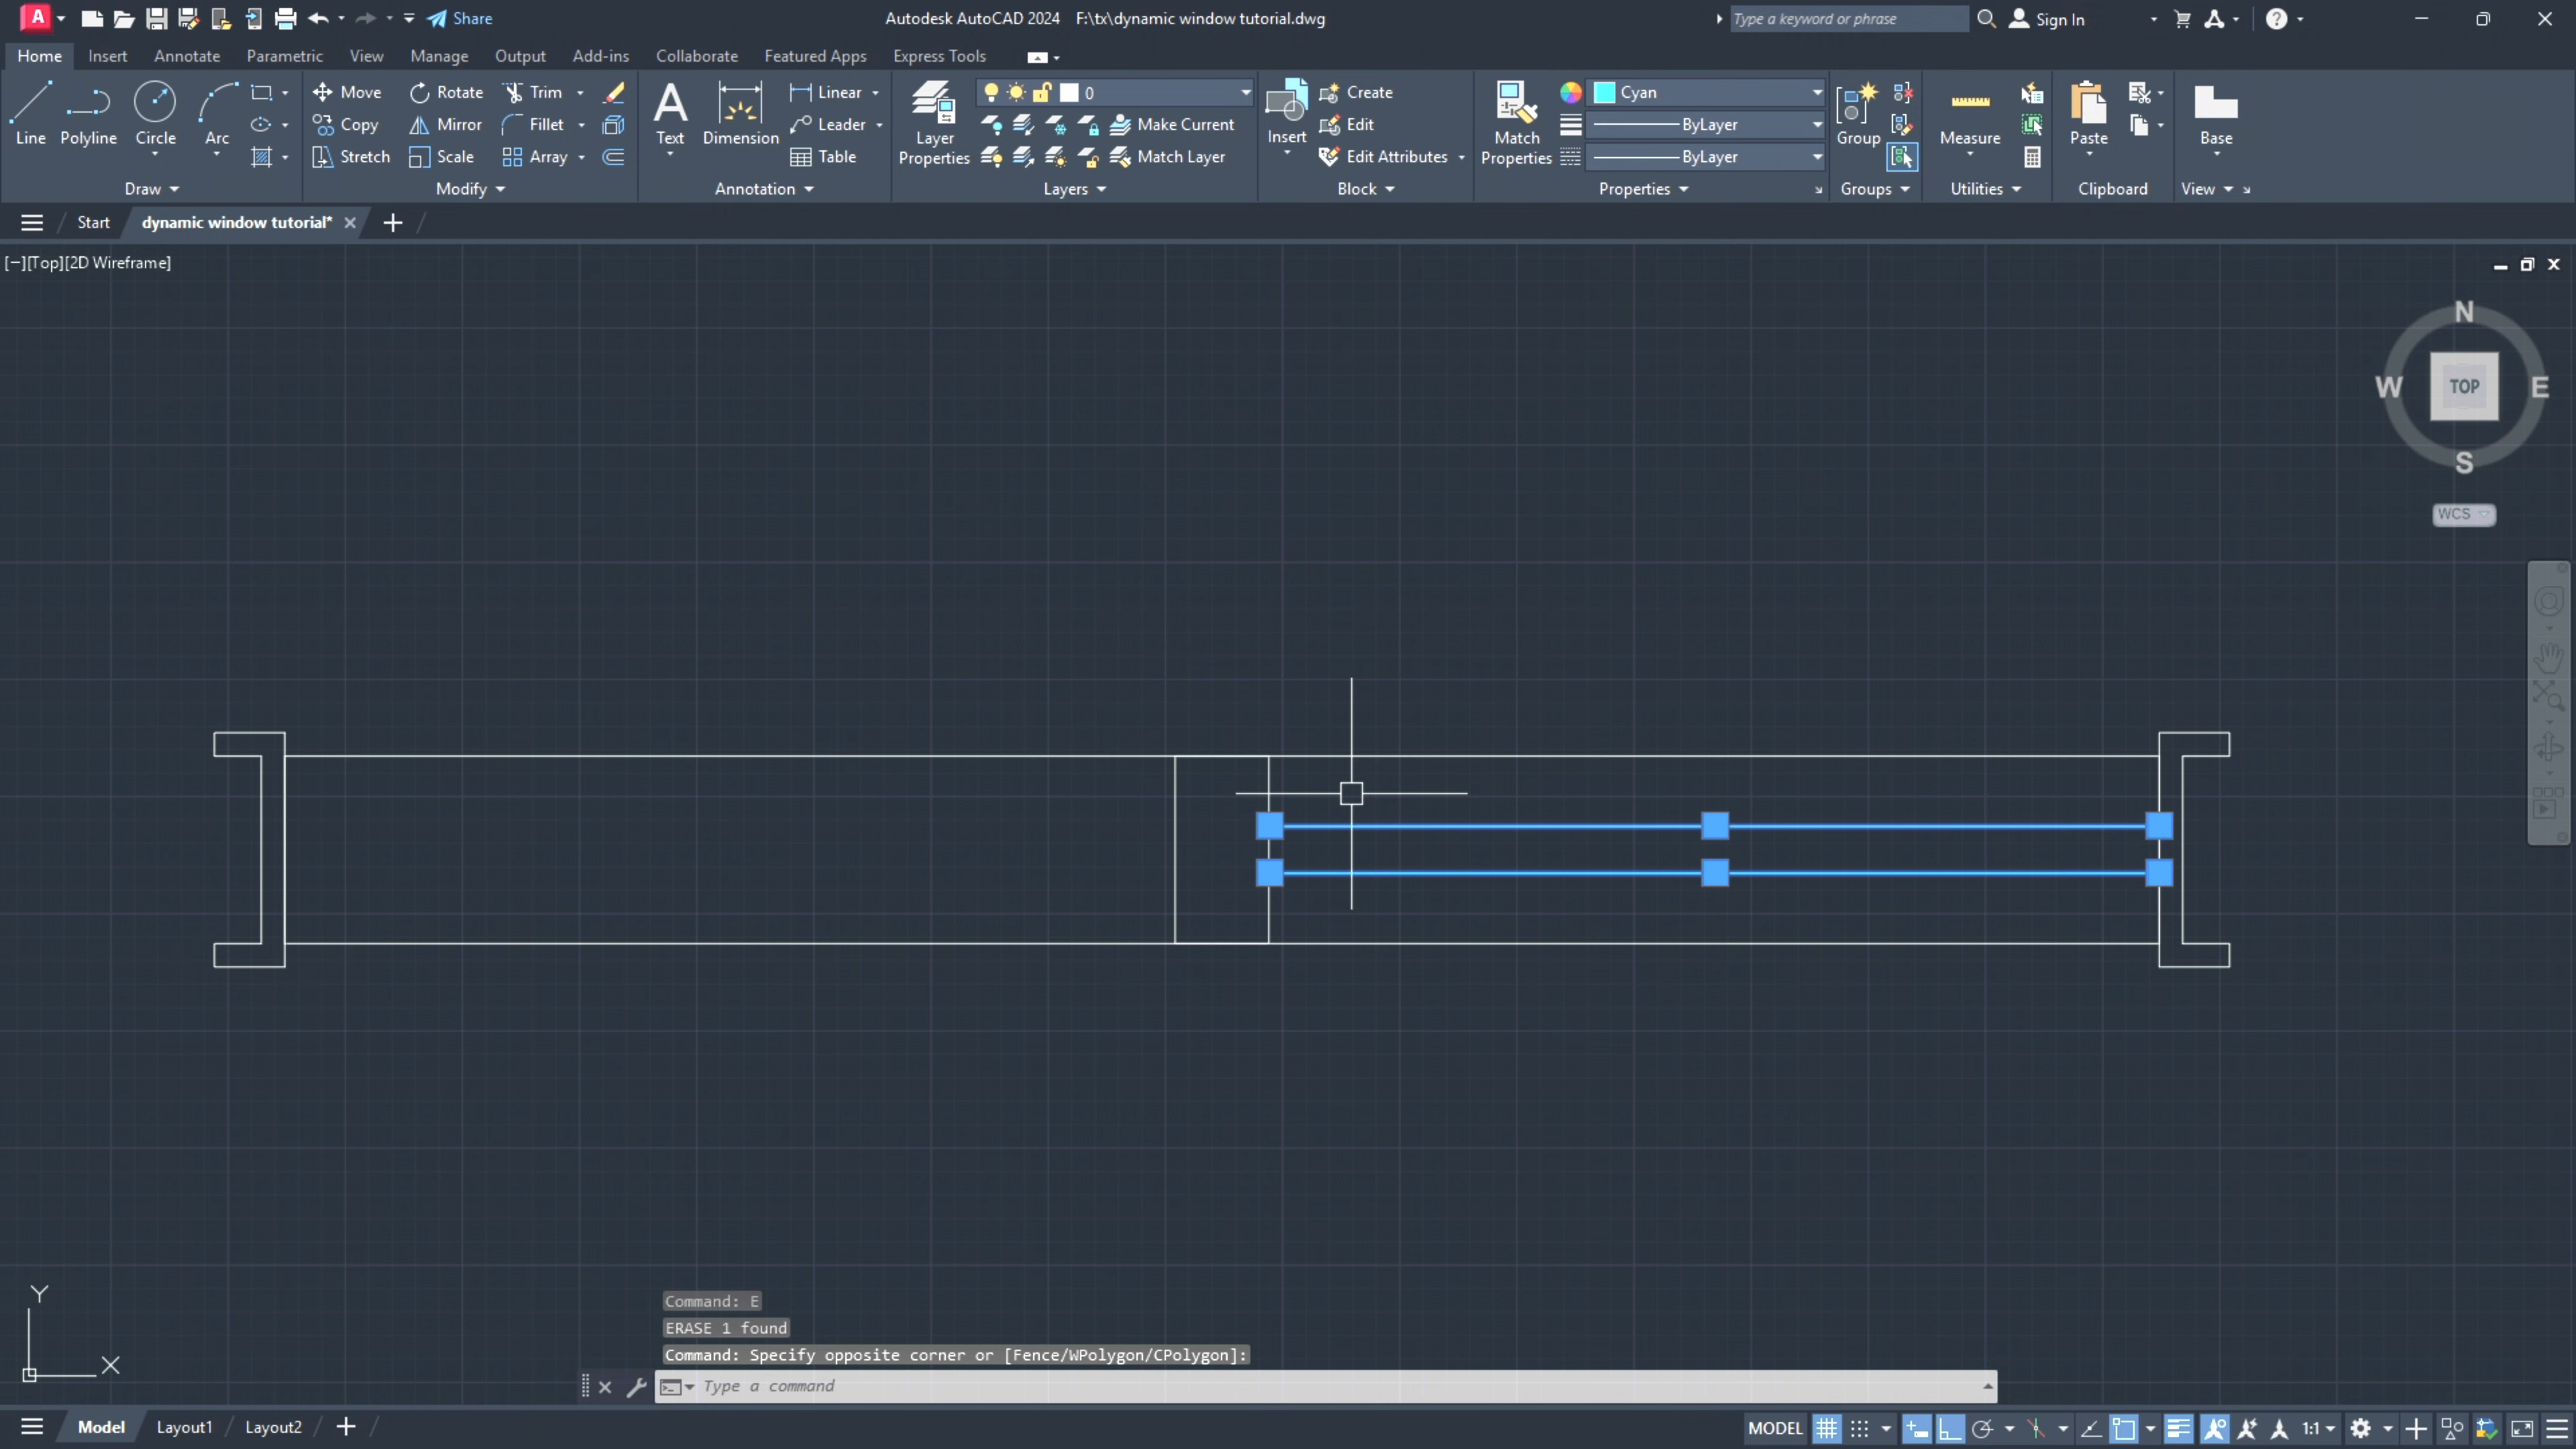 A Share Autodesk AutoCAD 2024 F:\tx\dynamic window tutorial.dwg Type a keyword or phrase Sign In
Home Insert Annotate Parametric View Manage Output Add-ins Collaborate Featured Apps Express Tools
Line Polyline Circle Arc
Draw
Move Rotate Trim
Copy Mirror Fillet
Stretch Scale Array
Modify
Text Dimension
Linear
Leader
Table
Annotation
Layer Properties
0
Make Current
Match Layer
Layers
Insert
Create
Edit
Edit Attributes
Block
Match Properties
Cyan
ByLayer
ByLayer
Properties
Group
Groups
Measure
Utilities
Paste
Clipboard
Base
View
Start dynamic window tutorial*
[−][Top][2D Wireframe]
N
W TOP E
S
WCS
Y
X
Command: E
ERASE 1 found
Command: Specify opposite corner or [Fence/WPolygon/CPolygon]:
Type a command
Model Layout1 Layout2 MODEL 1:1